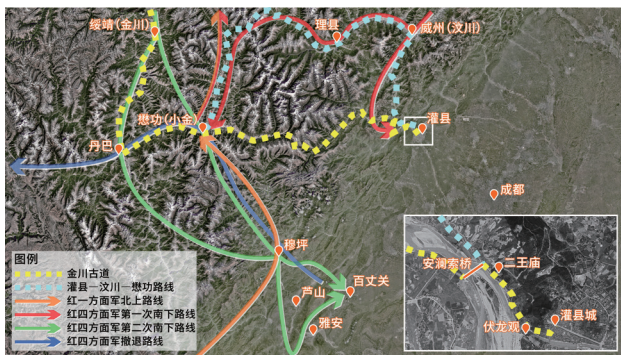 绥靖(金川)
理县
威州(汶川)
懋功(小金)
灌县
丹巴
成都
穆坪
百丈关
芦山
雅安
图例
金川古道
灌县—汶川—懋功路线
红一方面军北上路线
红四方面军第一次南下路线
红四方面军第二次南下路线
红四方面军撤退路线
安澜索桥
二王庙
伏龙观
灌县城